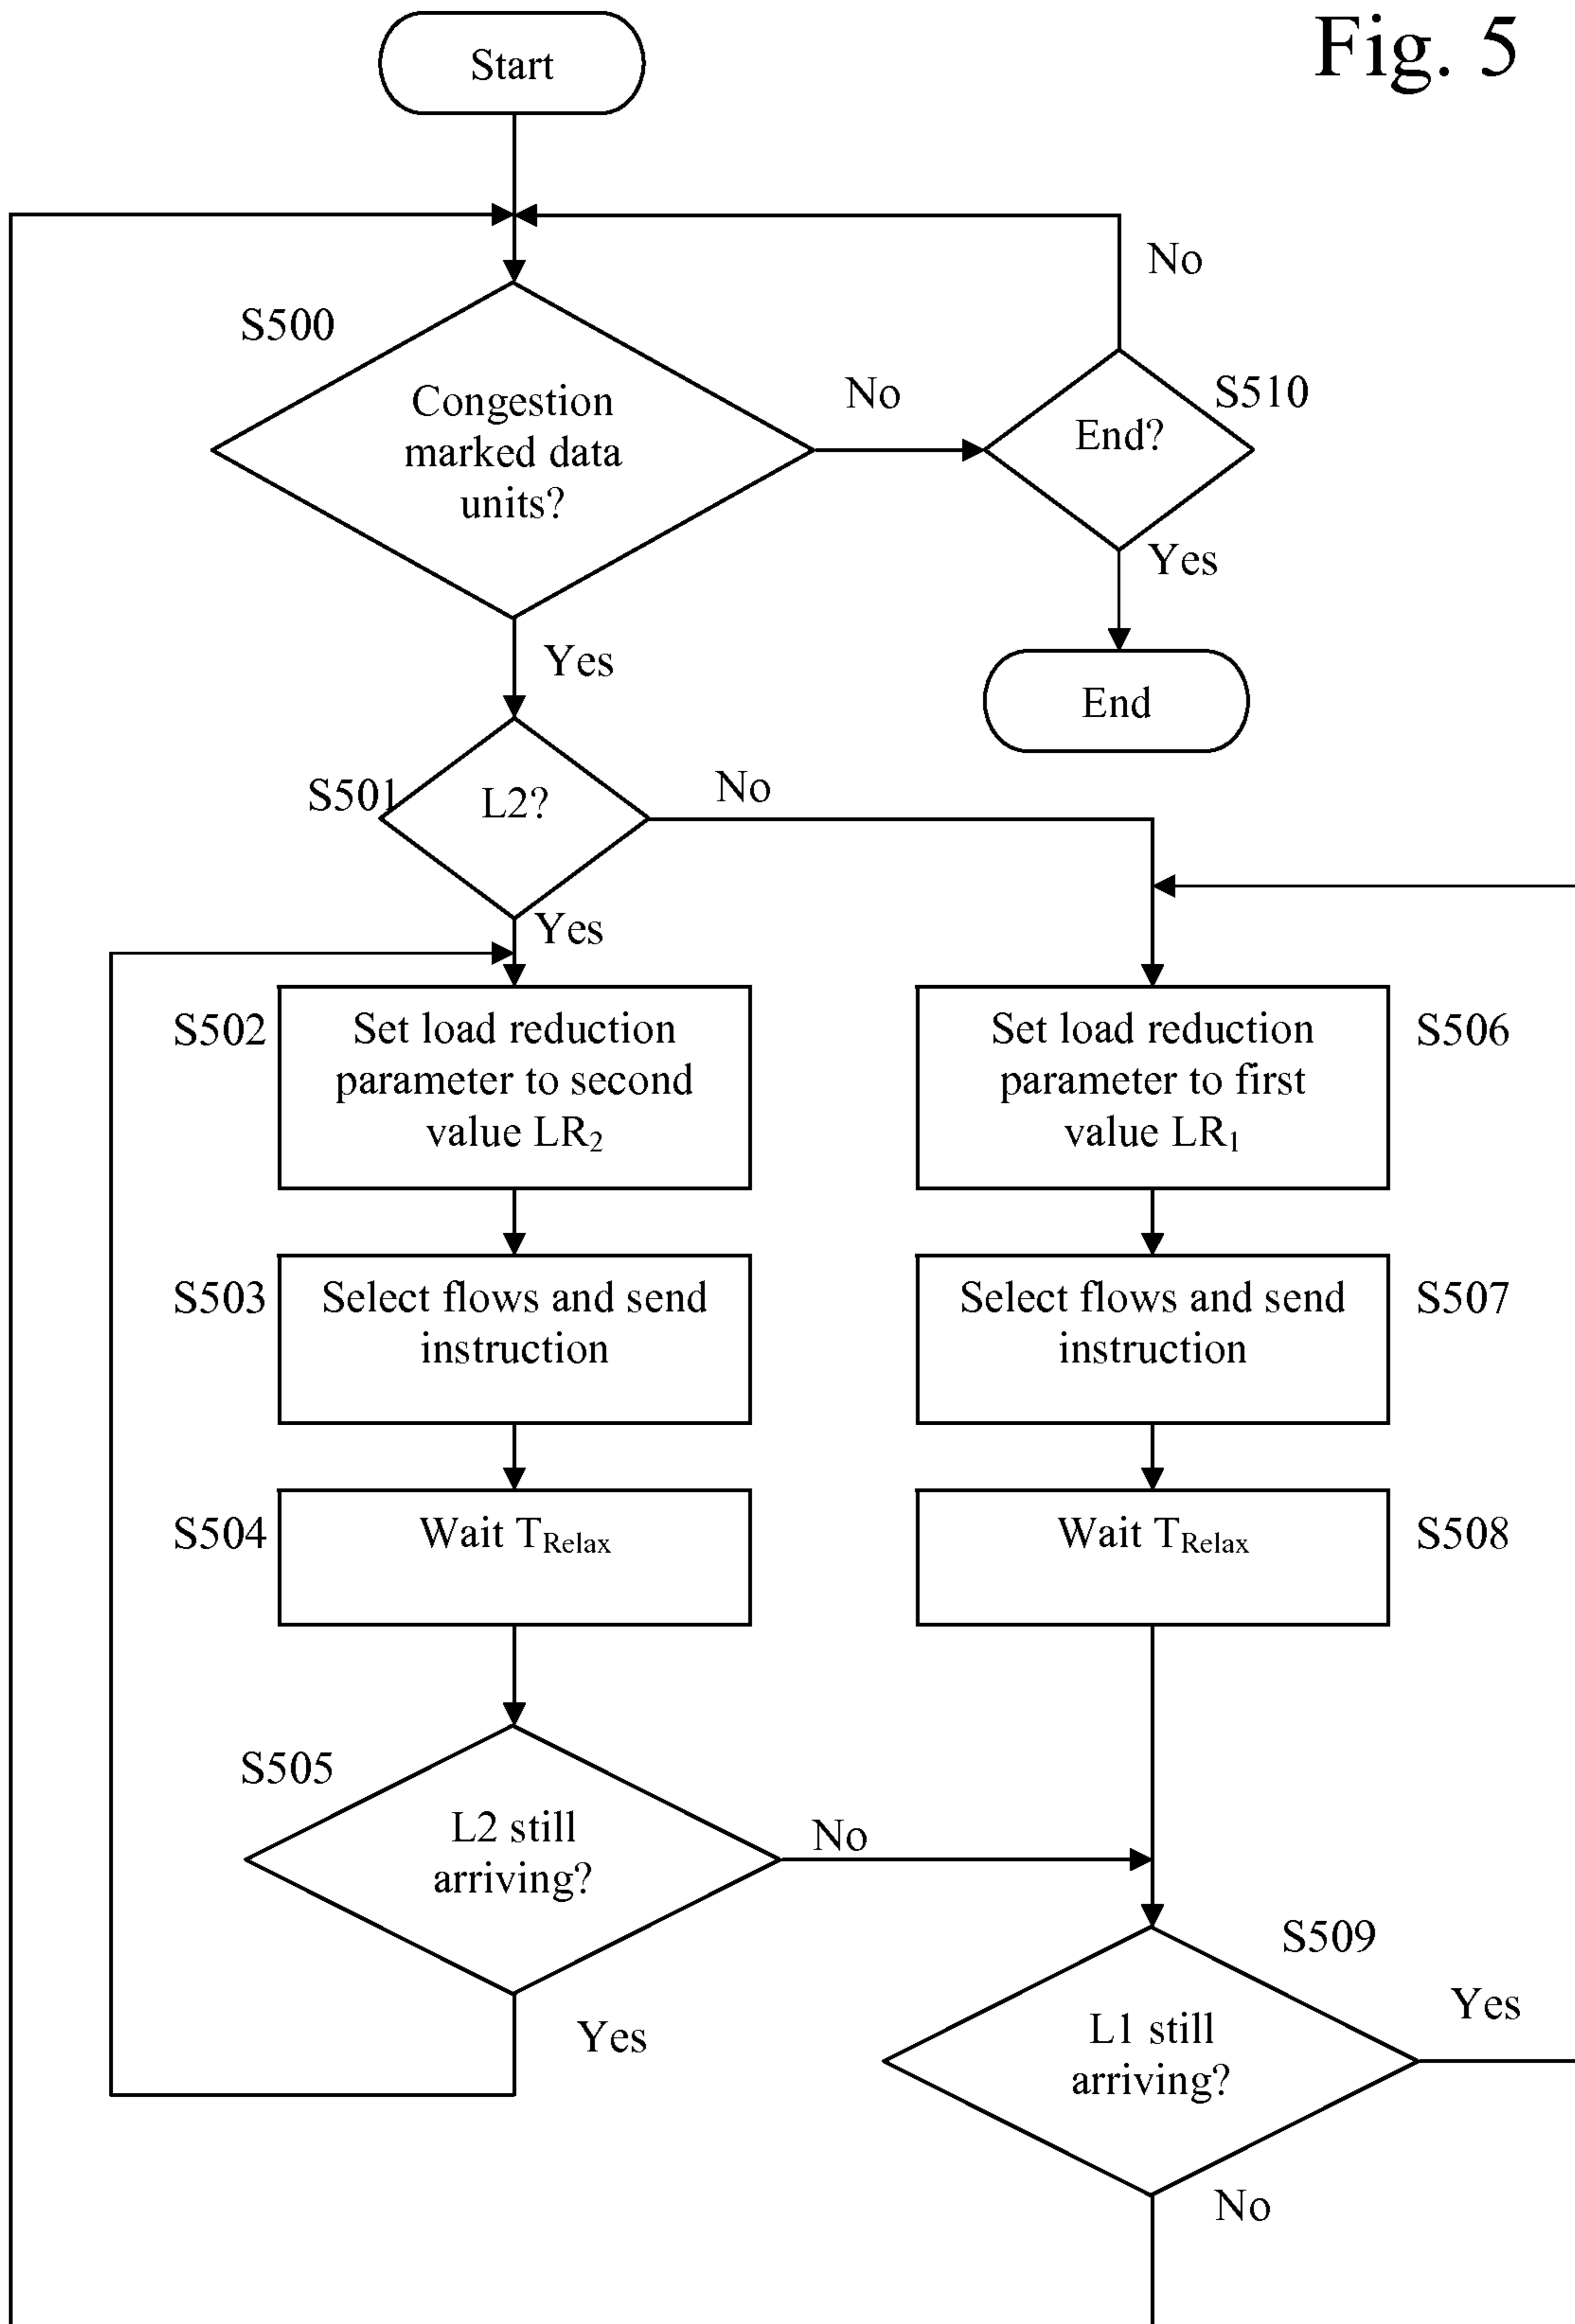 Fig. 5
Start
No
S500
Congestion
marked data
units?
No
S510
End?
Yes
Yes
End
S501
L2?
No
Yes
S502
Set load reduction
parameter to second
value LR₂
Set load reduction
parameter to first
value LR₁
S506
S503
Select flows and send
instruction
Select flows and send
instruction
S507
S504
Wait T_Relax
Wait T_Relax
S508
S505
L2 still
arriving?
No
S509
Yes
L1 still
arriving?
Yes
No